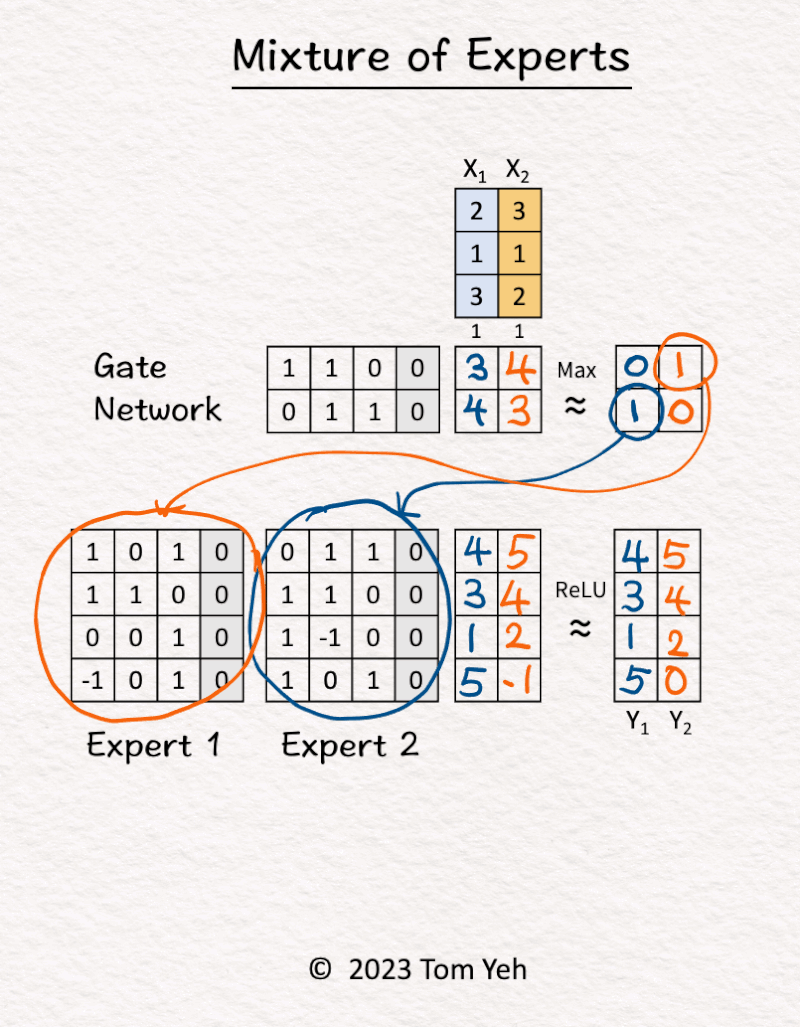 Mixture of Experts
X1 X2
2 3
1 1
3 2
1 1
Gate Network
1 1 0 0 3 4 Max 0 1
0 1 1 0 4 3 ≈ 1 0
1 0 1 0 0 1 1 0 4 5 4 5
1 1 0 0 1 1 0 0 3 4 ReLU 3 4
0 0 1 0 1 -1 0 0 1 2 ≈ 1 2
-1 0 1 0 1 0 1 0 5 -1 5 0
Y1 Y2
Expert 1 Expert 2
© 2023 Tom Yeh